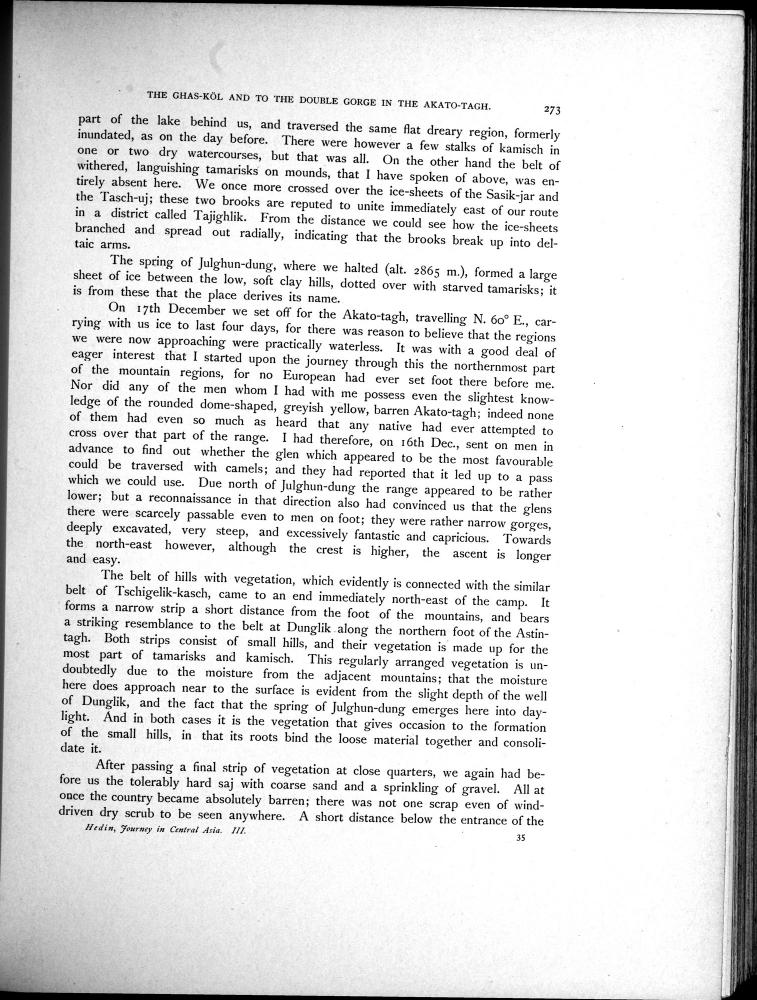 THE GHAS-KÖL AND TO THE DOUBLE GORGE IN THE AKATO-TAGH. 273
part of the lake behind us, and traversed the same flat dreary region, formerly
inundated, as on the day before. There were however a few stalks of kamisch in
one or two dry watercourses, but that was all. On the other hand the belt of
withered, languishing tamarisks on mounds, that I have spoken of above, was en-
tirely absent here. We once more crossed over the ice-sheets of the Sasik-jar and
the Tasch-uj; these two brooks are reputed to unite immediately east of our route
in a district called Tajighlik. From the distance we could see how the ice-sheets
branched and spread out radially, indicating that the brooks break up into del-
taic arms.
The spring of Julghun-dung, where we halted (alt. 2865 m.), formed a large
sheet of ice between the low, soft clay hills, dotted over with starved tamarisks; it
is from these that the place derives its name.
On 17th December we set off for the Akato-tagh, travelling N. 60° E., car-
rying with us ice to last four days, for there was reason to believe that the regions
we were now approaching were practically waterless. It was with a good deal of
eager interest that I started upon the journey through this the northernmost part
of the mountain regions, for no European had ever set foot there before me.
Nor did any of the men whom I had with me possess even the slightest know-
ledge of the rounded dome-shaped, greyish yellow, barren Akato-tagh; indeed none
of them had even so much as heard that any native had ever attempted to
cross over that part of the range. I had therefore, on 16th Dec., sent on men in
advance to find out whether the glen which appeared to be the most favourable
could be traversed with camels; and they had reported that it led up to a pass
which we could use. Due north of Julghun-dung the range appeared to be rather
lower; but a reconnaissance in that direction also had convinced us that the glens
there were scarcely passable even to men on foot; they were rather narrow gorges,
deeply excavated, very steep, and excessively fantastic and capricious. Towards
the north-east however, although the crest is higher, the ascent is longer
and easy.
The belt of hills with vegetation, which evidently is connected with the similar
belt of Tschigelik-kasch, came to an end immediately north-east of the camp. It
forms a narrow strip a short distance from the foot of the mountains, and bears
a striking resemblance to the belt at Dunglik along the northern foot of the Astin-
tagh. Both strips consist of small hills, and their vegetation is made up for the
most part of tamarisks and kamisch. This regularly arranged vegetation is un-
doubtedly due to the moisture from the adjacent mountains; that the moisture
here does approach near to the surface is evident from the slight depth of the well
of Dunglik, and the fact that the spring of Julghun-dung emerges here into day-
light. And in both cases it is the vegetation that gives occasion to the formation
of the small hills, in that its roots bind the loose material together and consoli-
date it.
After passing a final strip of vegetation at close quarters, we again had be-
fore us the tolerably hard saj with coarse sand and a sprinkling of gravel. All at
once the country became absolutely barren; there was not one scrap even of wind-
driven dry scrub to be seen anywhere. A short distance below the entrance of the
Hedin, Journey in Central Asia. III. 35